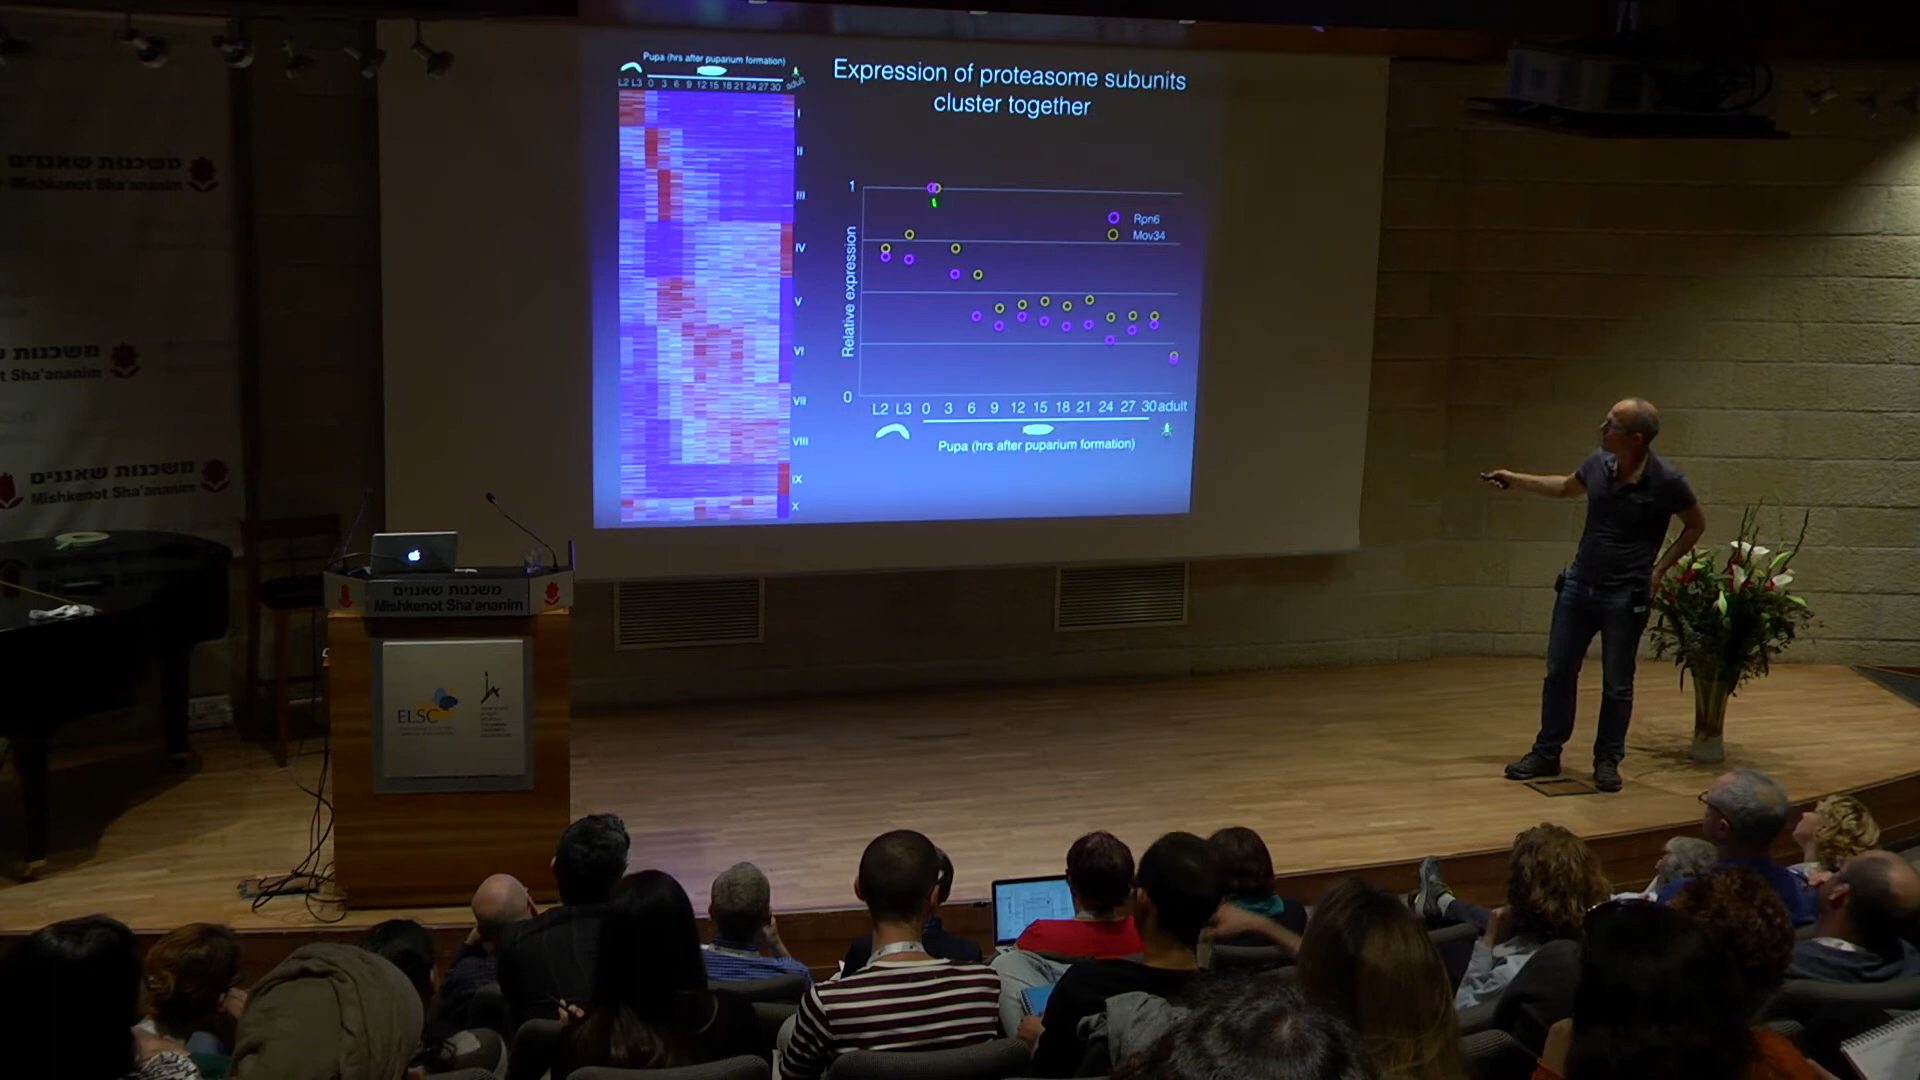 Pupa (hrs after puparium formation)
L2 L3 0 3 6 9 12 15 18 21 24 27 30 adult
I
II
III
IV
V
VI
VII
VIII
IX
X
Expression of proteasome subunits
cluster together
1
Rpn6
Mov34
Relative expression
0
L2 L3 0 3 6 9 12 15 18 21 24 27 30 adult
Pupa (hrs after puparium formation)
משכנות שאננים
Mishkenot Sha'ananim
משכנות
t Sha'ananim
משכנות שאננים
Mishkenot Sha'ananim
משכנות שאננים
Mishkenot Sha'ananim
ELSC